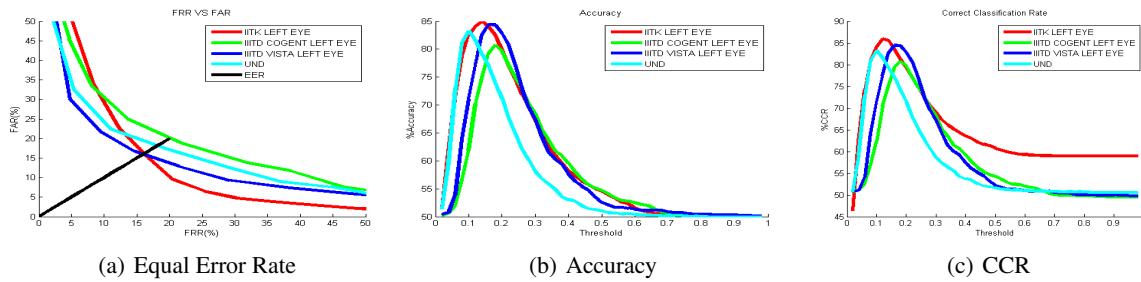 FRR VS FAR
IITK LEFT EYE
IIITD COGENT LEFT EYE
IIITD VISTA LEFT EYE
UND
EER
FAR(%)
50
45
40
35
30
25
20
15
10
5
0
0 5 10 15 20 25 30 35 40 45 50
FRR(%)
(a) Equal Error Rate
Accuracy
IITK LEFT EYE
IIITD COGENT LEFT EYE
IIITD VISTA LEFT EYE
UND
%Accuracy
85
80
75
70
65
60
55
50
0 0.1 0.2 0.3 0.4 0.5 0.6 0.7 0.8 0.9 1
Threshold
(b) Accuracy
Correct Classification Rate
IITK LEFT EYE
IIITD COGENT LEFT EYE
IIITD VISTA LEFT EYE
UND
%CCR
90
85
80
75
70
65
60
55
50
45
0 0.1 0.2 0.3 0.4 0.5 0.6 0.7 0.8 0.9
Threshold
(c) CCR